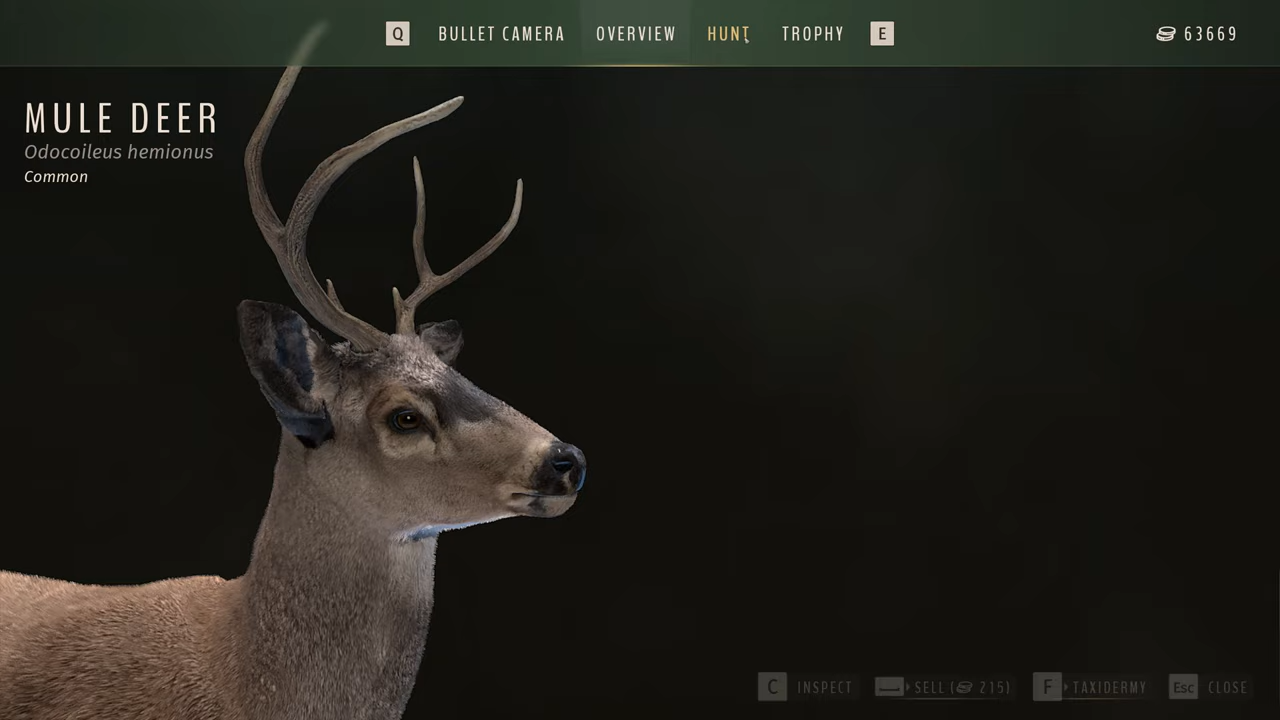 Q BULLET CAMERA OVERVIEW HUNT TROPHY E 63669
MULE DEER
Odocoileus hemionus
Common
C INSPECT SELL ( 215) F TAXIDERMY Esc CLOSE